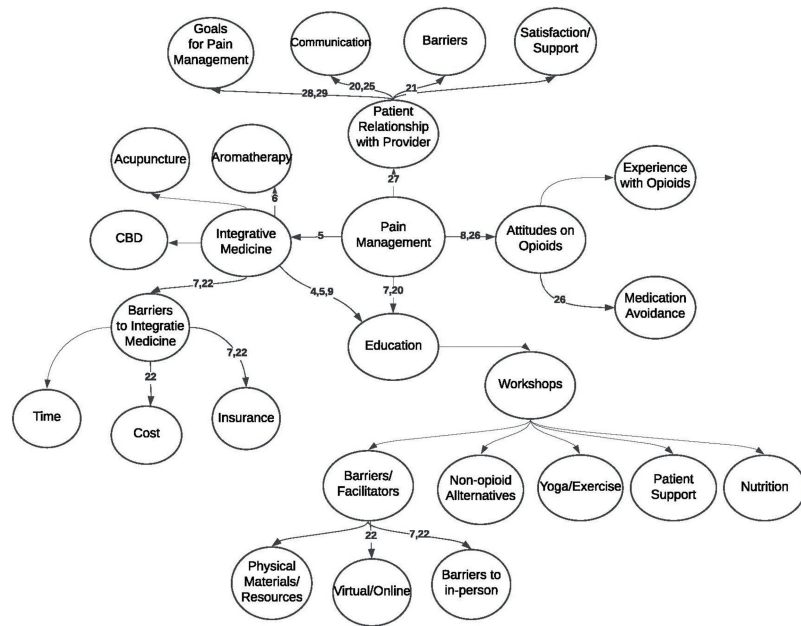 Goals
for Pain
Management
Communication
Barriers
Satisfaction/
Support
28,29
20,25
21
Patient
Relationship
with Provider
27
Acupuncture
Aromatherapy
6
CBD
Integrative
Medicine
5
Pain
Management
8,26
Attitudes on
Opioids
Experience
with Opioids
26
Medication
Avoidance
7,22
4,5,9
7,20
Barriers
to Integratie
Medicine
Education
Workshops
7,22
22
Time
Cost
Insurance
Barriers/
Facilitators
Non-opioid
Allternatives
Yoga/Exercise
Patient
Support
Nutrition
22
7,22
Physical
Materials/
Resources
Virtual/Online
Barriers to
in-person